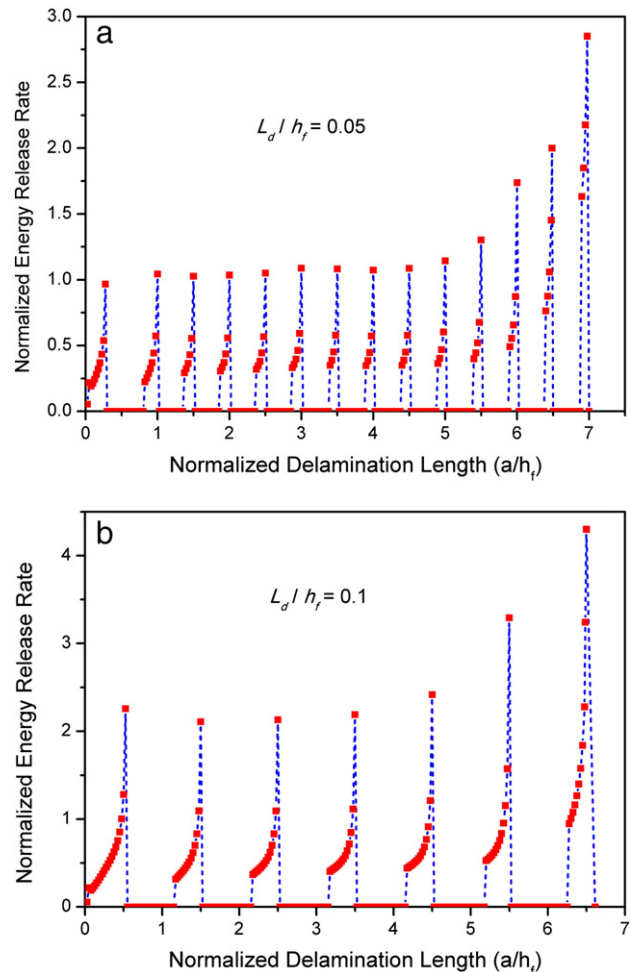 a
3.0
2.5
2.0
1.5
1.0
0.5
0.0
Normalized Energy Release Rate
L_d / h_f = 0.05
0 1 2 3 4 5 6 7
Normalized Delamination Length (a/h_f)
b
4
3
2
1
0
Normalized Energy Release Rate
L_d / h_f = 0.1
0 1 2 3 4 5 6 7
Normalized Delamination Length (a/h_f)